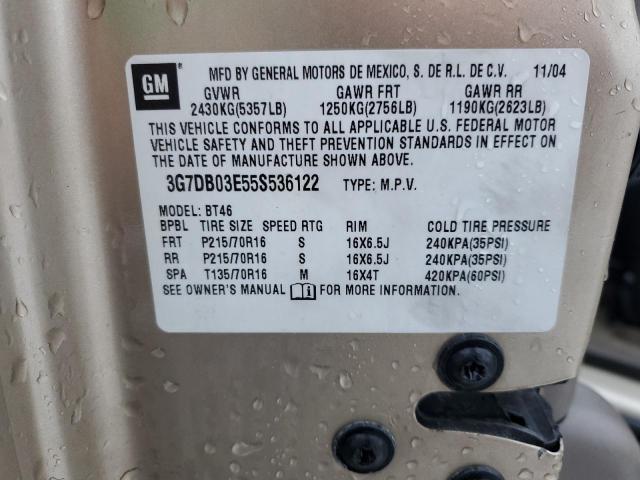 GM
MFD BY GENERAL MOTORS DE MEXICO, S. DE R.L. DE C.V. 11/04
GVWR GAWR FRT GAWR RR
2430KG(5357LB) 1250KG(2756LB) 1190KG(2623LB)
THIS VEHICLE CONFORMS TO ALL APPLICABLE U.S. FEDERAL MOTOR
VEHICLE SAFETY AND THEFT PREVENTION STANDARDS IN EFFECT ON
THE DATE OF MANUFACTURE SHOWN ABOVE.
3G7DB03E55S536122 TYPE: M.P.V.
MODEL: BT46
BPBL TIRE SIZE SPEED RTG RIM COLD TIRE PRESSURE
FRT P215/70R16 S 16X6.5J 240KPA(35PSI)
RR P215/70R16 S 16X6.5J 240KPA(35PSI)
SPA T135/70R16 M 16X4T 420KPA(60PSI)
SEE OWNER'S MANUAL FOR MORE INFORMATION.